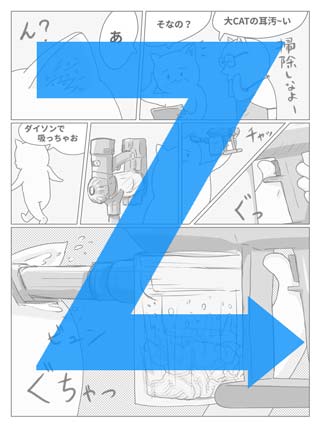 大CATの耳汚~い
掃除しなよー
そなの?
あ
ん?
ダイソンで
吸っちゃお
チャッ
ぐっ
ビュン
ぐちゃっ